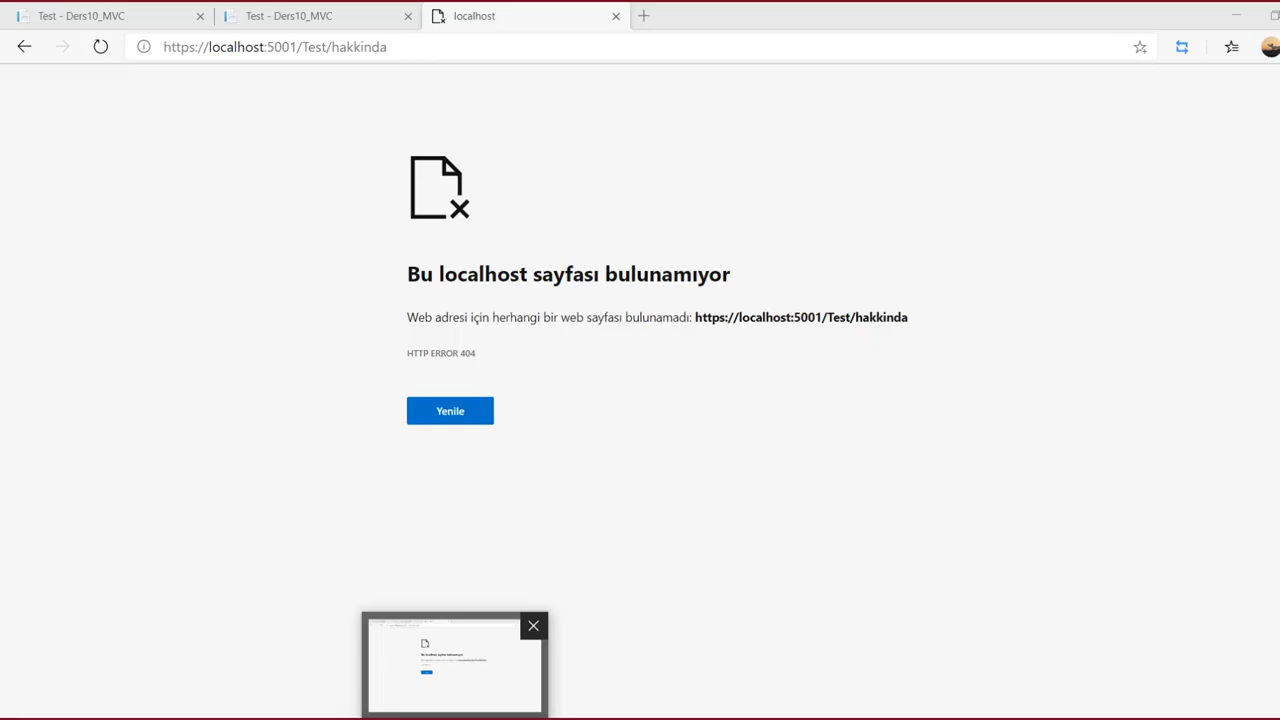 Test - Ders10_MVC
Test - Ders10_MVC
localhost
https://localhost:5001/Test/hakkinda
Bu localhost sayfası bulunamıyor
Web adresi için herhangi bir web sayfası bulunamadı: https://localhost:5001/Test/hakkinda
HTTP ERROR 404
Yenile